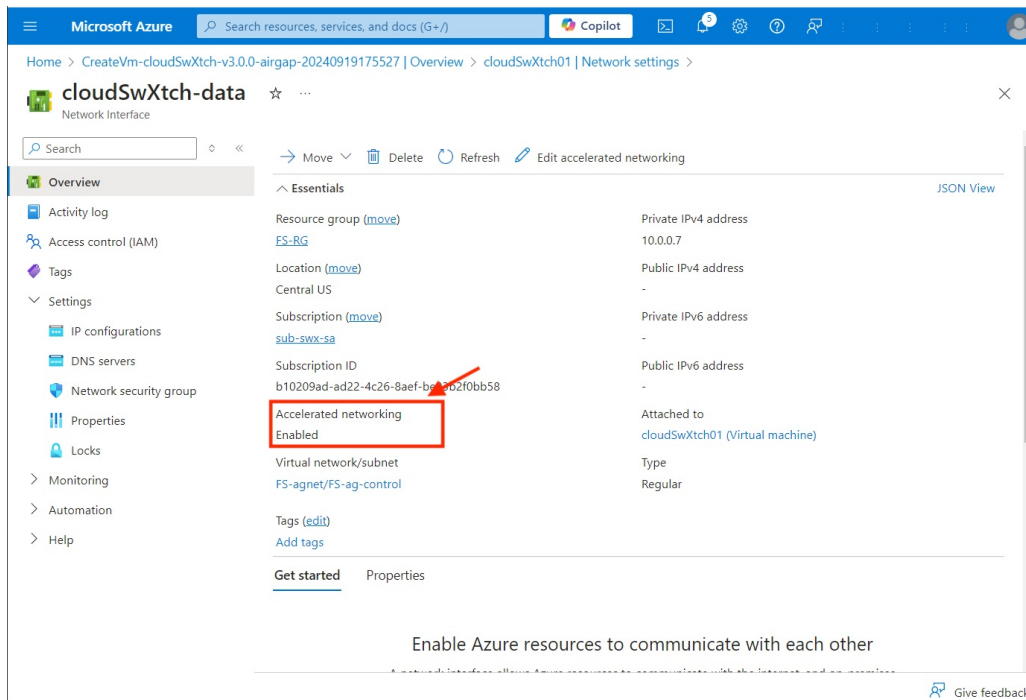 Microsoft Azure
Search resources, services, and docs (G+/)
Copilot
5
Home > CreateVm-cloudSwXtch-v3.0.0-airgap-20240919175527 | Overview > cloudSwXtch01 | Network settings >
cloudSwXtch-data
Network Interface
Search
Move
Delete
Refresh
Edit accelerated networking
Overview
Activity log
Access control (IAM)
Tags
Settings
IP configurations
DNS servers
Network security group
Properties
Locks
Monitoring
Automation
Help
Essentials
JSON View
Resource group (move)
FS-RG
Location (move)
Central US
Subscription (move)
sub-swx-sa
Subscription ID
b10209ad-ad22-4c26-8aef-
Accelerated networking
Enabled
Virtual network/subnet
FS-agnet/FS-ag-control
Tags (edit)
Add tags
Private IPv4 address
10.0.0.7
Public IPv4 address
-
Private IPv6 address
-
Public IPv6 address
-
Attached to
cloudSwXtch01 (Virtual machine)
Type
Regular
Get started
Properties
Enable Azure resources to communicate with each other
Give feedback